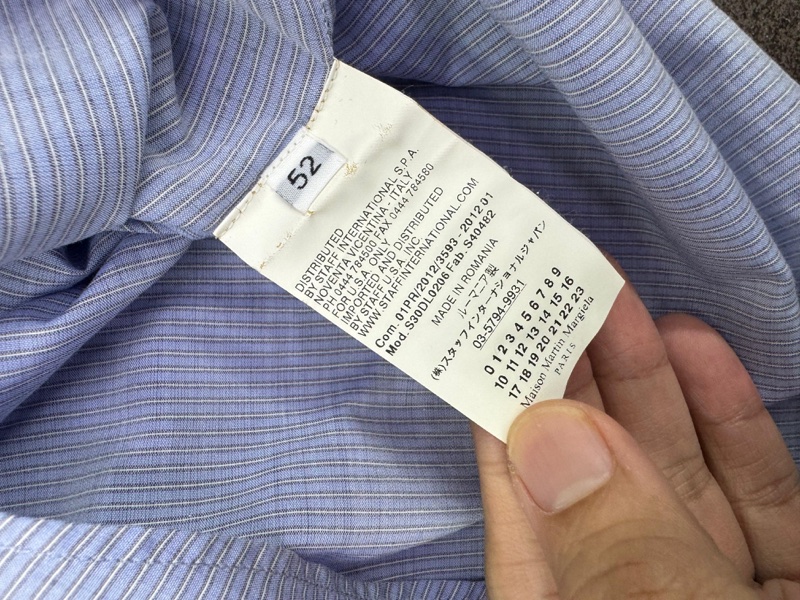 52
DISTRIBUTED
BY STAFF INTERNATIONAL S.P.A.
NOVENTA VICENTINA - ITALY
PH 0444 784500 FAX 0444 784580
FOR U.S.A. ONLY
IMPORTED AND DISTRIBUTED
BY STAFF U.S.A. INC
WWW.STAFFINTERNATIONAL.COM
Com. 01PR/2012/3593 - 2012 01
Mod. S30DL0206 Fab. S40482
MADE IN ROMANIA
ルーマニア製
(株)スタッフインターナショナルジャパン
03-5794-9931
0 1 2 3 4 5 6 7 8 9
10 11 12 13 14 15 16
17 18 19 20 21 22 23
Maison Martin Margiela
PARIS